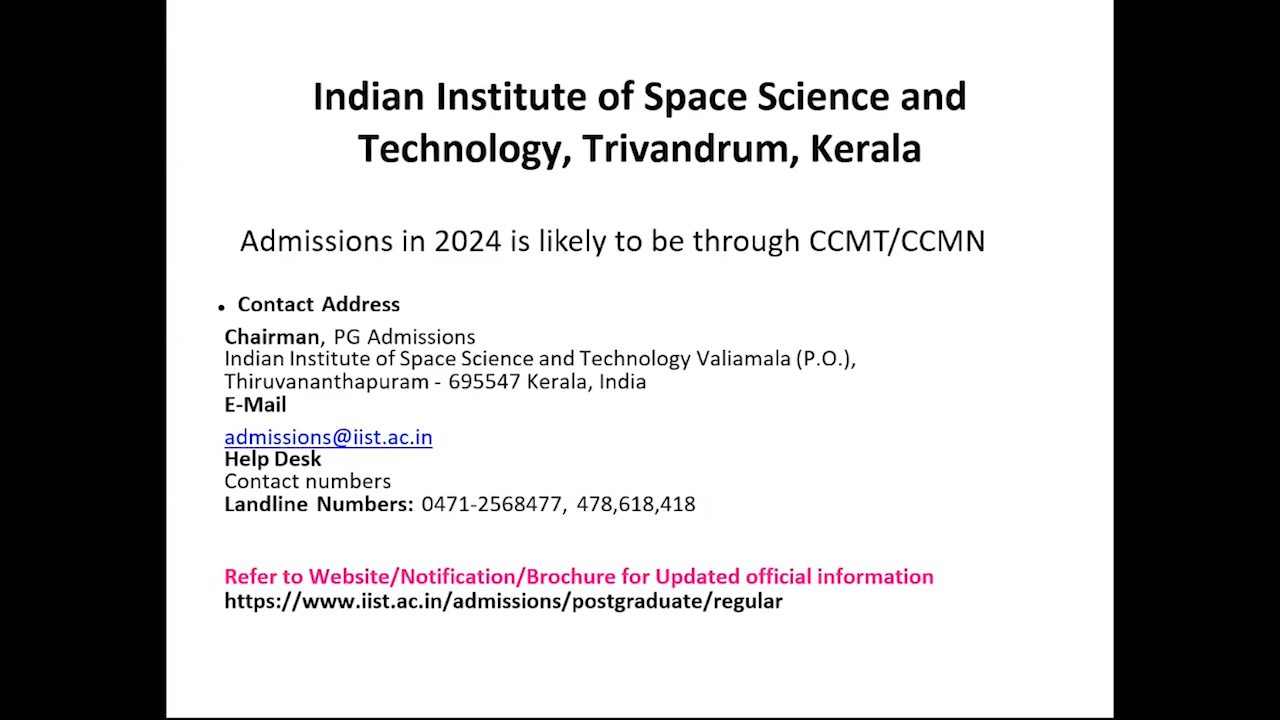 Indian Institute of Space Science and
Technology, Trivandrum, Kerala
Admissions in 2024 is likely to be through CCMT/CCMN
• Contact Address
Chairman, PG Admissions
Indian Institute of Space Science and Technology Valiamala (P.O.),
Thiruvananthapuram - 695547 Kerala, India
E-Mail
admissions@iist.ac.in
Help Desk
Contact numbers
Landline Numbers: 0471-2568477, 478,618,418
Refer to Website/Notification/Brochure for Updated official information
https://www.iist.ac.in/admissions/postgraduate/regular